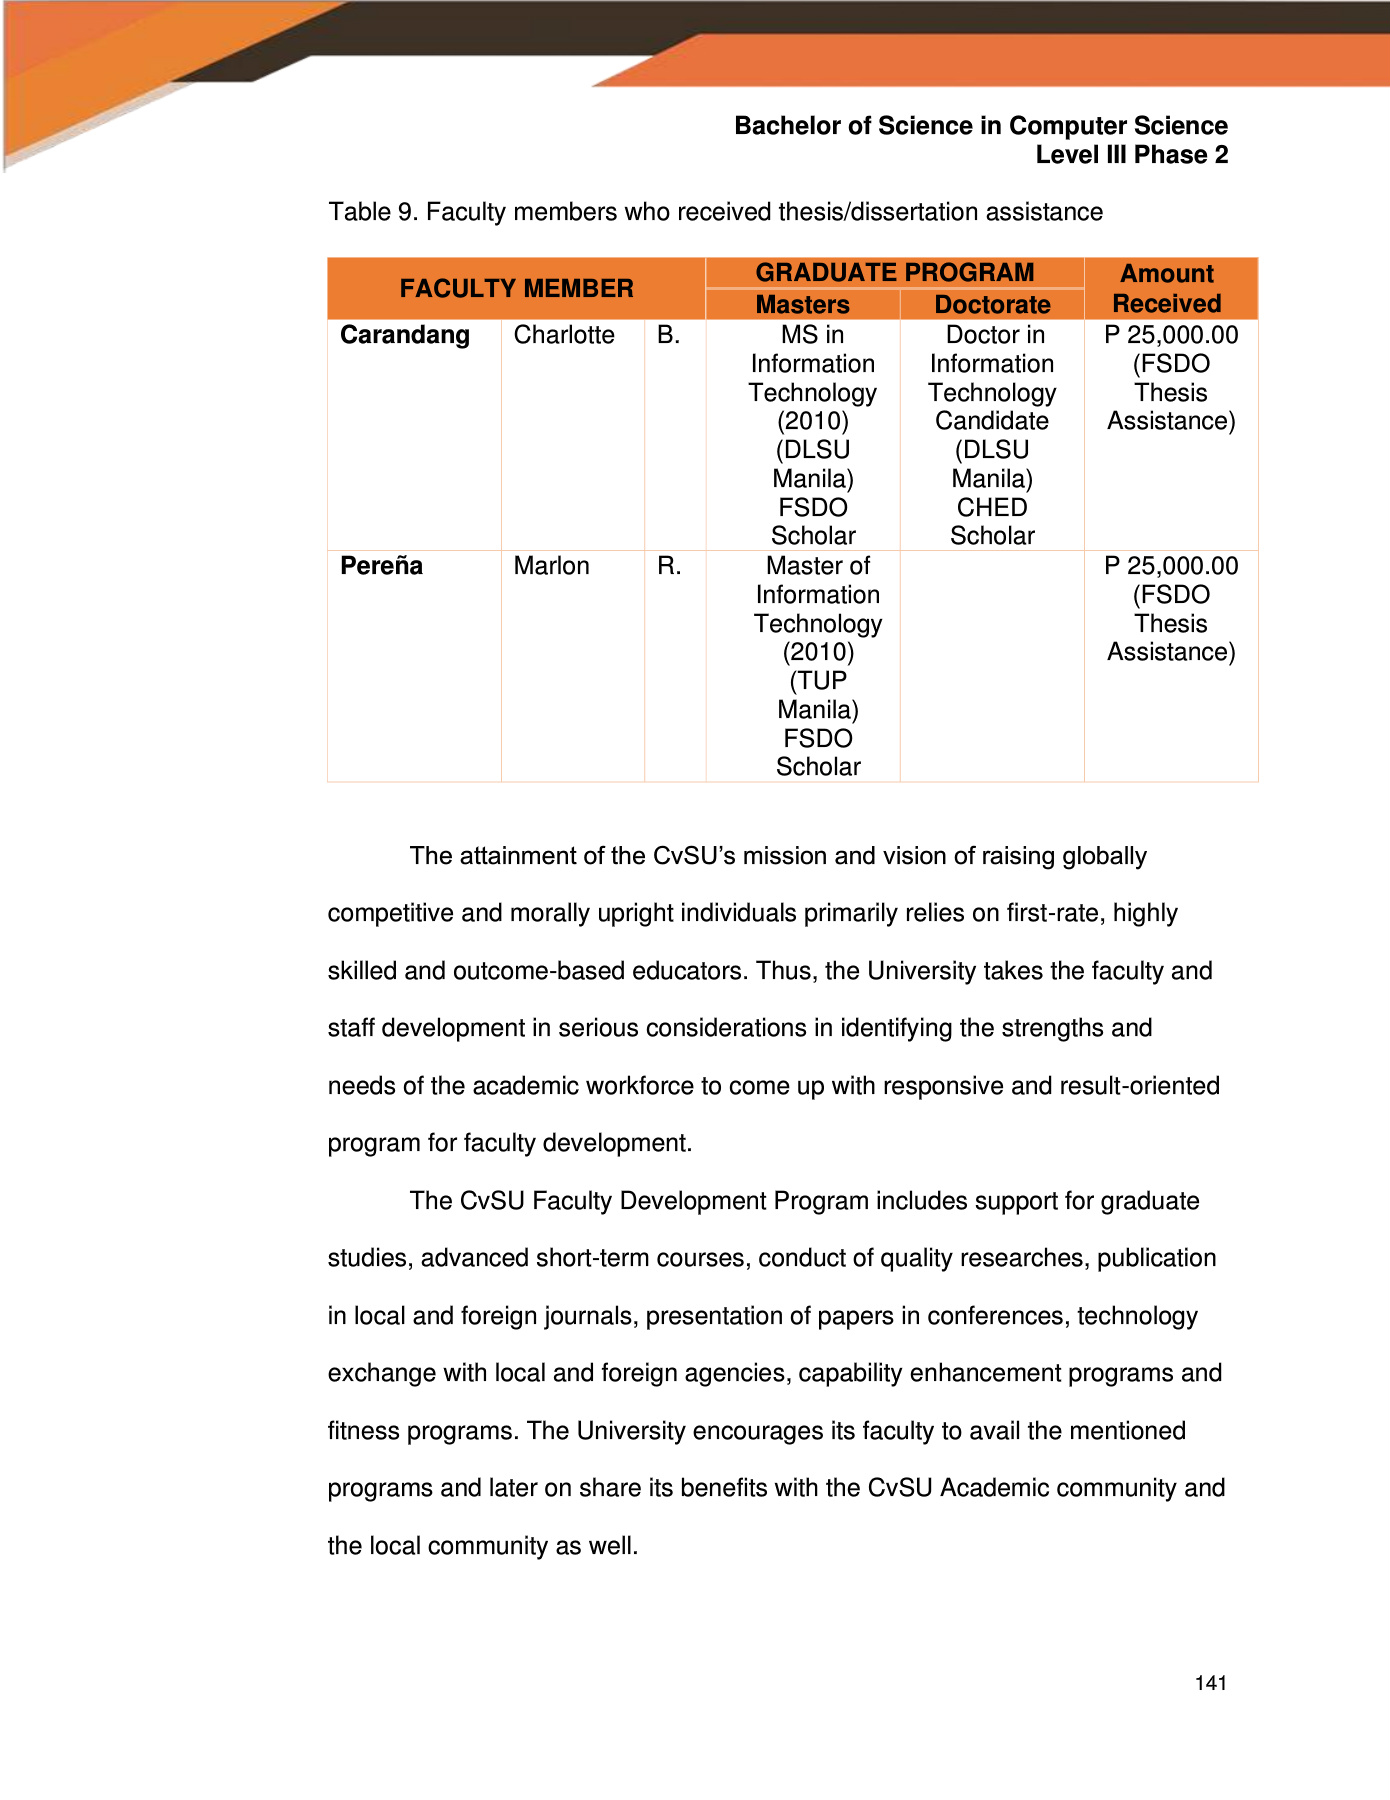 Bachelor of Science in Computer Science
Level III Phase 2
Table 9. Faculty members who received thesis/dissertation assistance
FACULTY MEMBER
GRADUATE PROGRAM
Amount
Received
Masters
Doctorate
Carandang
Charlotte
B.
MS in
Information
Technology
(2010)
(DLSU
Manila)
FSDO
Scholar
Doctor in
Information
Technology
Candidate
(DLSU
Manila)
CHED
Scholar
P 25,000.00
(FSDO
Thesis
Assistance)
Pereña
Marlon
R.
Master of
Information
Technology
(2010)
(TUP
Manila)
FSDO
Scholar
P 25,000.00
(FSDO
Thesis
Assistance)
The attainment of the CvSU’s mission and vision of raising globally
competitive and morally upright individuals primarily relies on first-rate, highly
skilled and outcome-based educators. Thus, the University takes the faculty and
staff development in serious considerations in identifying the strengths and
needs of the academic workforce to come up with responsive and result-oriented
program for faculty development.
The CvSU Faculty Development Program includes support for graduate
studies, advanced short-term courses, conduct of quality researches, publication
in local and foreign journals, presentation of papers in conferences, technology
exchange with local and foreign agencies, capability enhancement programs and
fitness programs. The University encourages its faculty to avail the mentioned
programs and later on share its benefits with the CvSU Academic community and
the local community as well.
141